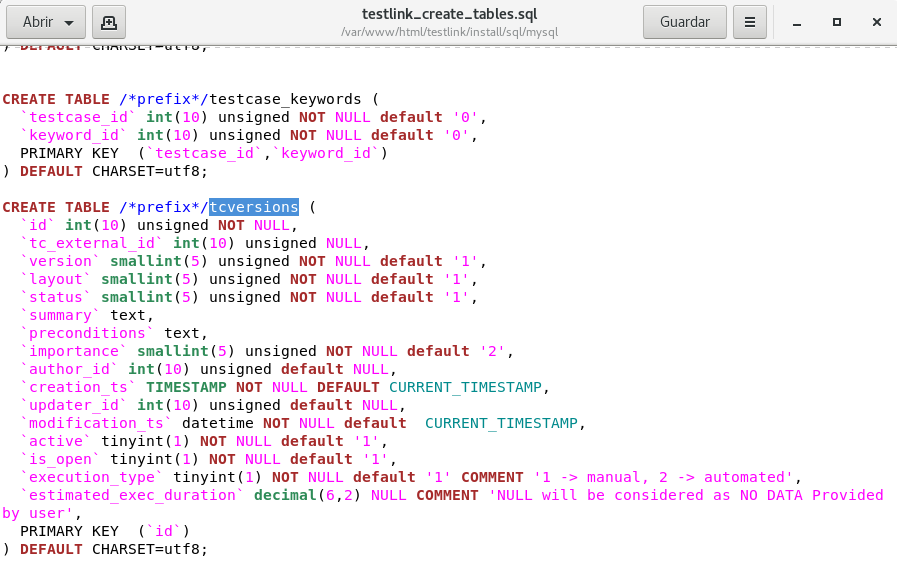 Abrir
testlink_create_tables.sql
/var/www/html/testlink/install/sql/mysql
Guardar
) DEFAULT CHARSET=utf8;
CREATE TABLE /*prefix*/testcase_keywords (
`testcase_id` int(10) unsigned NOT NULL default '0',
`keyword_id` int(10) unsigned NOT NULL default '0',
PRIMARY KEY  (`testcase_id`,`keyword_id`)
) DEFAULT CHARSET=utf8;
CREATE TABLE /*prefix*/tcversions (
`id` int(10) unsigned NOT NULL,
`tc_external_id` int(10) unsigned NULL,
`version` smallint(5) unsigned NOT NULL default '1',
`layout` smallint(5) unsigned NOT NULL default '1',
`status` smallint(5) unsigned NOT NULL default '1',
`summary` text,
`preconditions` text,
`importance` smallint(5) unsigned NOT NULL default '2',
`author_id` int(10) unsigned default NULL,
`creation_ts` TIMESTAMP NOT NULL DEFAULT CURRENT_TIMESTAMP,
`updater_id` int(10) unsigned default NULL,
`modification_ts` datetime NOT NULL default  CURRENT_TIMESTAMP,
`active` tinyint(1) NOT NULL default '1',
`is_open` tinyint(1) NOT NULL default '1',
`execution_type` tinyint(1) NOT NULL default '1' COMMENT '1 -> manual, 2 -> automated',
`estimated_exec_duration` decimal(6,2) NULL COMMENT 'NULL will be considered as NO DATA Provided
by user',
PRIMARY KEY  (`id`)
) DEFAULT CHARSET=utf8;